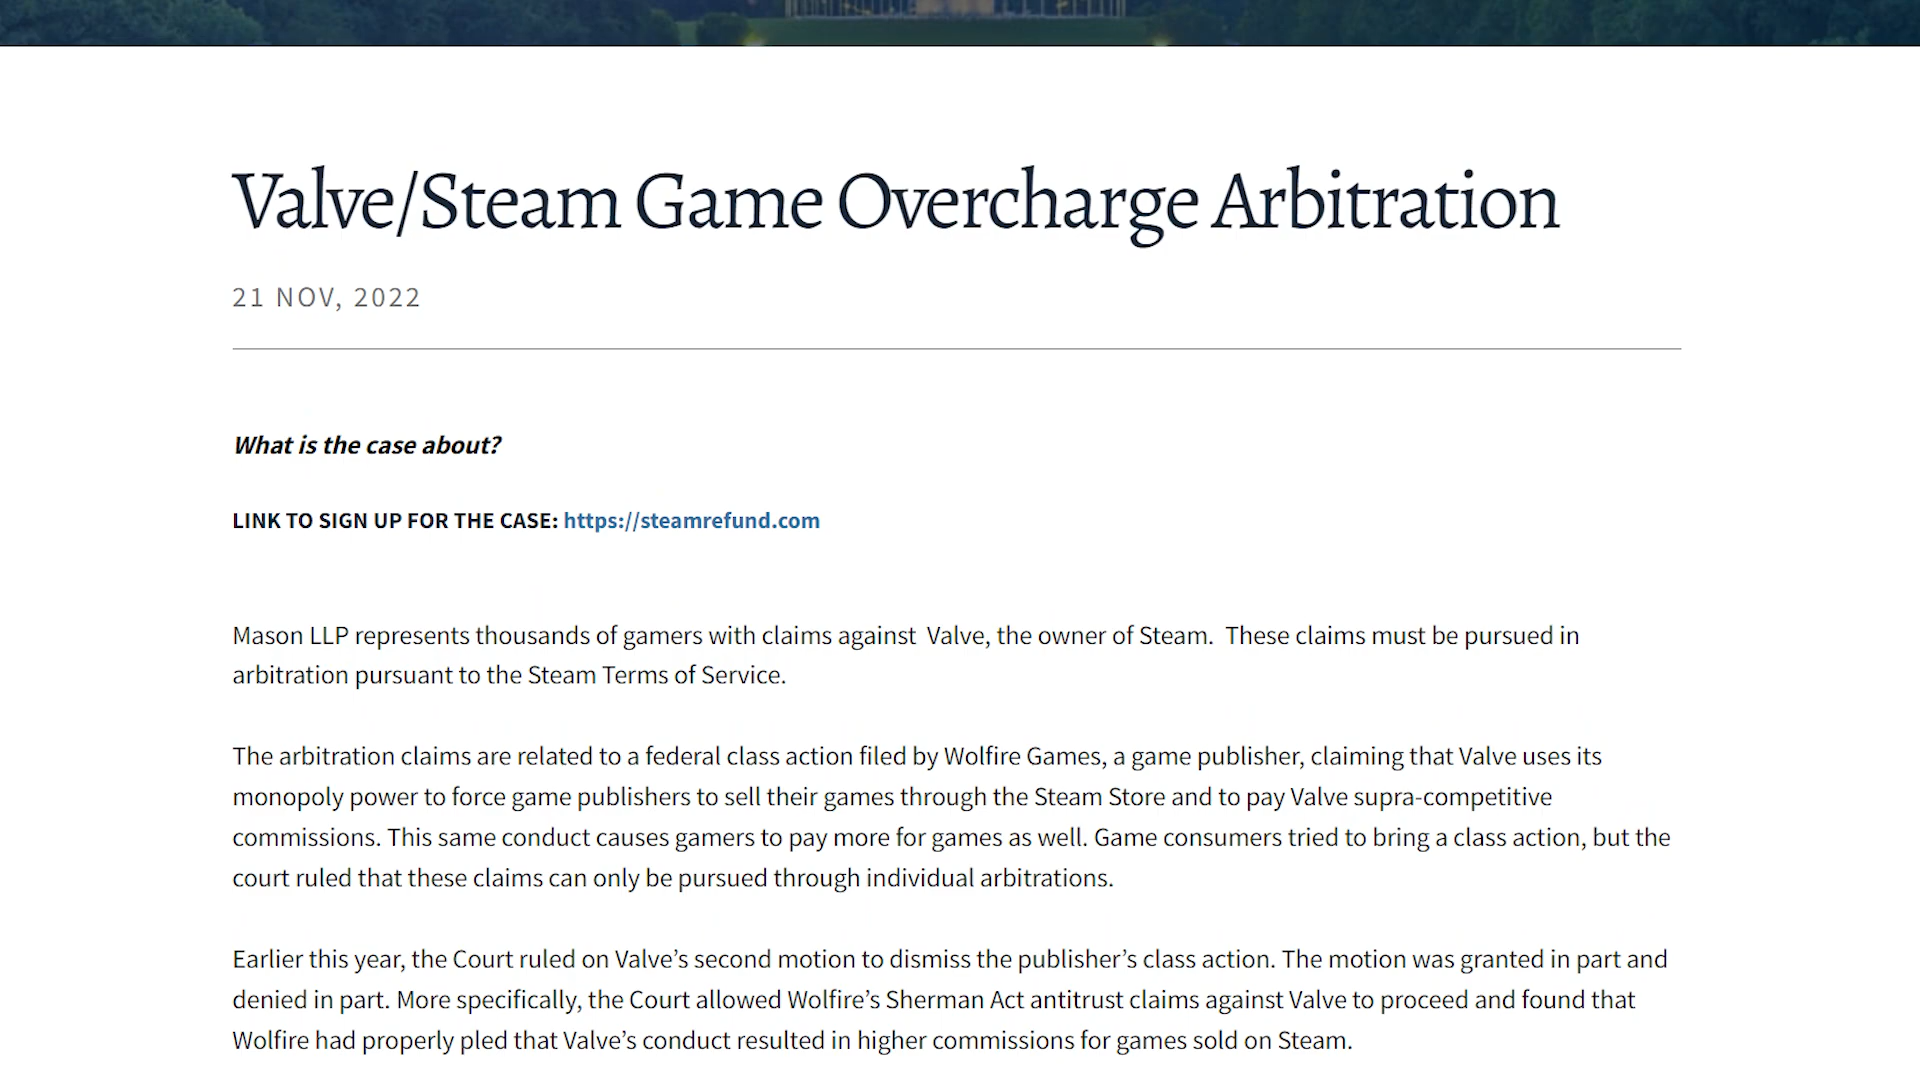 Valve/Steam Game Overcharge Arbitration
21 NOV, 2022
What is the case about?
LINK TO SIGN UP FOR THE CASE: https://steamrefund.com
Mason LLP represents thousands of gamers with claims against  Valve, the owner of Steam.  These claims must be pursued in
arbitration pursuant to the Steam Terms of Service.
The arbitration claims are related to a federal class action filed by Wolfire Games, a game publisher, claiming that Valve uses its
monopoly power to force game publishers to sell their games through the Steam Store and to pay Valve supra-competitive
commissions. This same conduct causes gamers to pay more for games as well. Game consumers tried to bring a class action, but the
court ruled that these claims can only be pursued through individual arbitrations.
Earlier this year, the Court ruled on Valve’s second motion to dismiss the publisher’s class action. The motion was granted in part and
denied in part. More specifically, the Court allowed Wolfire’s Sherman Act antitrust claims against Valve to proceed and found that
Wolfire had properly pled that Valve’s conduct resulted in higher commissions for games sold on Steam.